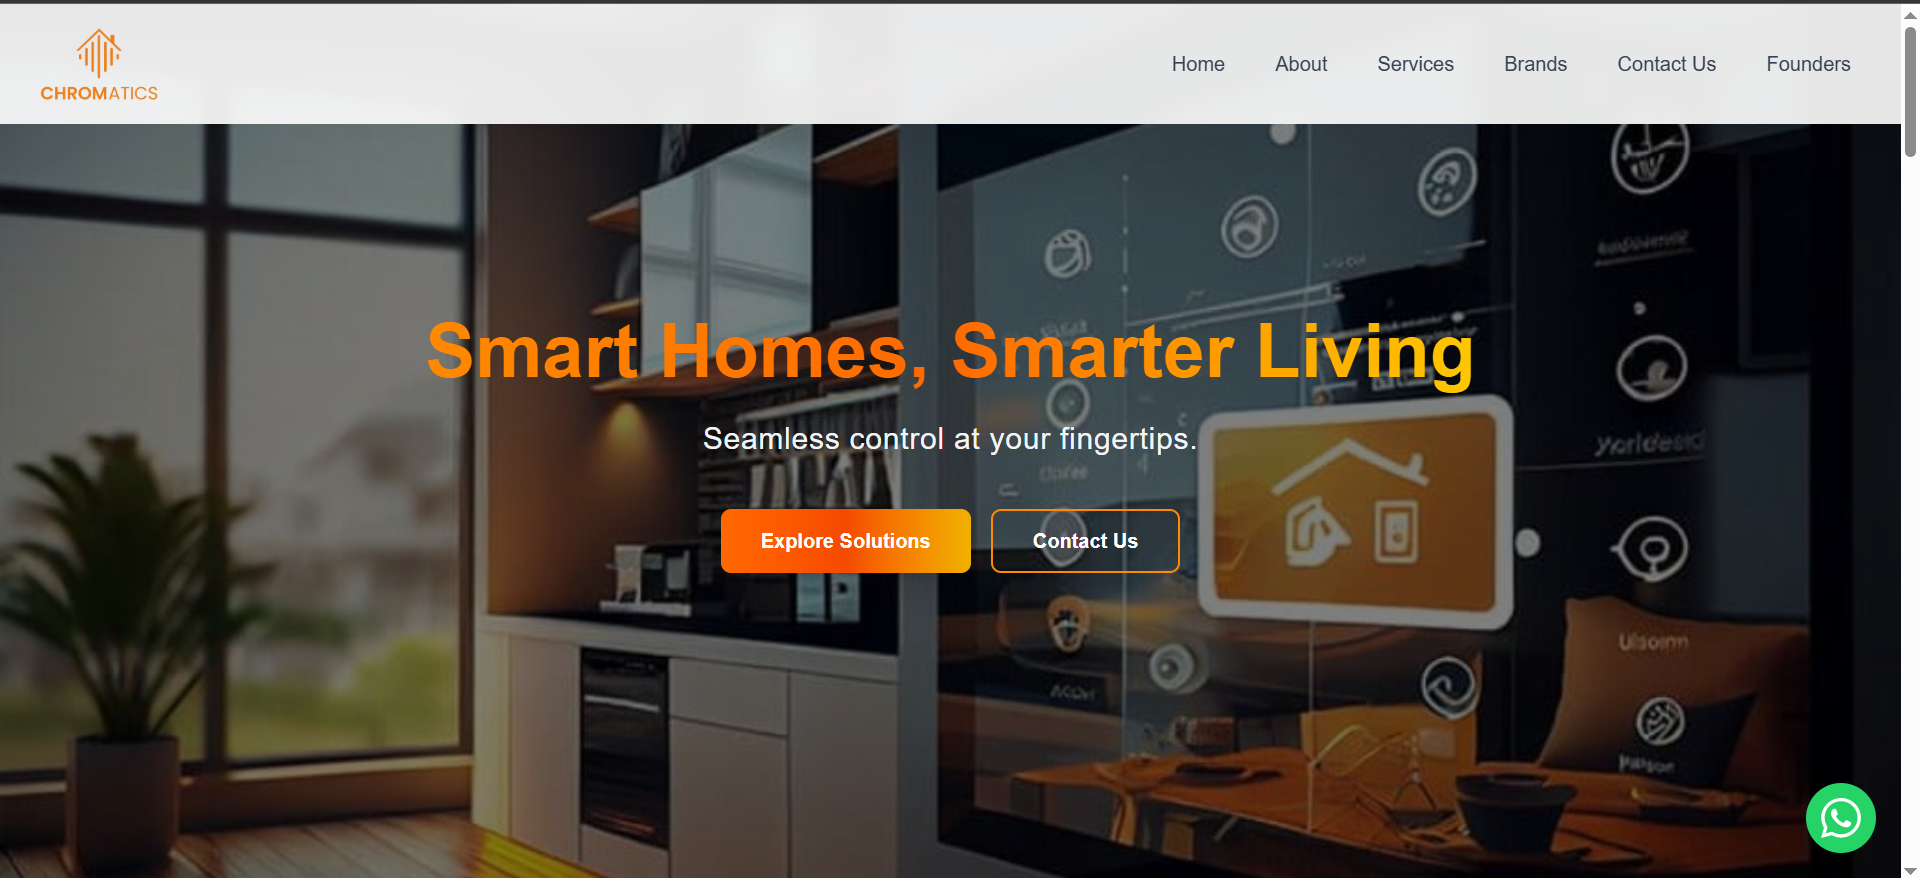 CHROMATICS
Home
About
Services
Brands
Contact Us
Founders
Smart Homes, Smarter Living
Seamless control at your fingertips.
Explore Solutions
Contact Us